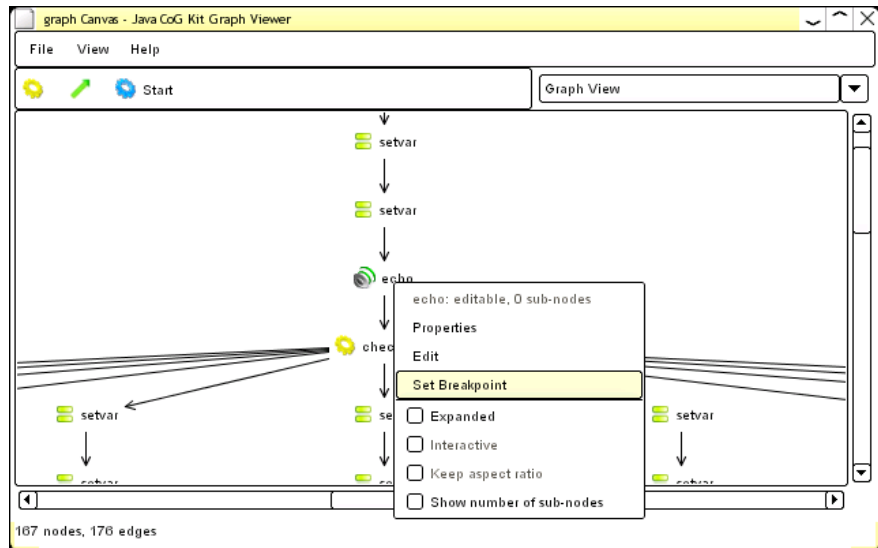 graph Canvas - Java CoG Kit Graph Viewer
File View Help
Start
Graph View
setvar
setvar
echo
echo: editable, 0 sub-nodes
Properties
Edit
Set Breakpoint
Expanded
Interactive
Keep aspect ratio
Show number of sub-nodes
setvar
setvar
setvar
167 nodes, 176 edges